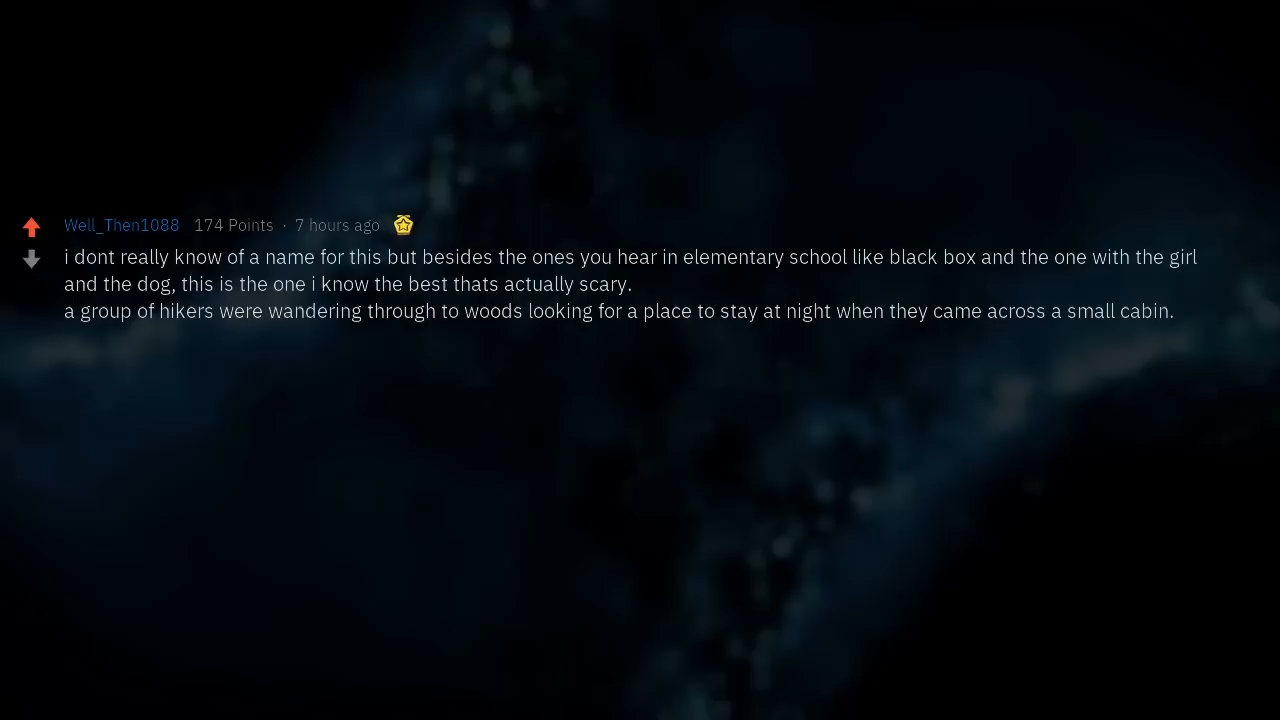 Well_Then1088 174 Points · 7 hours ago
i dont really know of a name for this but besides the ones you hear in elementary school like black box and the one with the girl
and the dog, this is the one i know the best thats actually scary.
a group of hikers were wandering through to woods looking for a place to stay at night when they came across a small cabin.